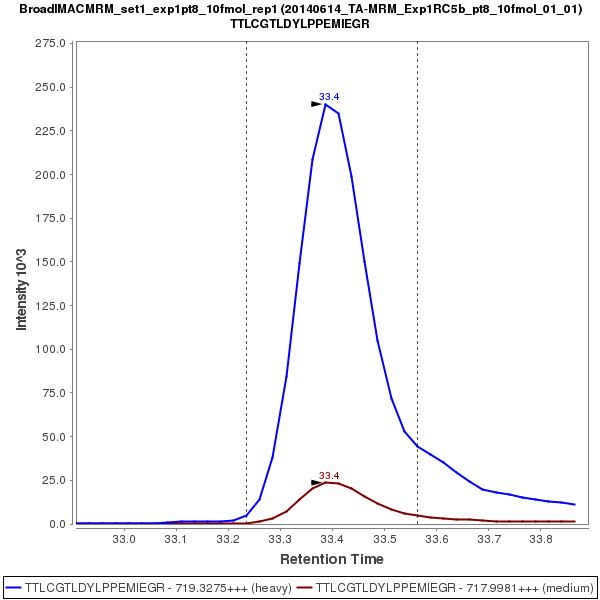 BroadIMACMRM_set1_exp1pt8_10fmol_rep1 (20140614_TA-MRM_Exp1RC5b_pt8_10fmol_01_01)
TTLCGTLDYLPPEMIEGR
275.0
250.0
225.0
200.0
175.0
150.0
125.0
100.0
75.0
50.0
25.0
0.0
Intensity 10^3
33.4
33.4
33.0 33.1 33.2 33.3 33.4 33.5 33.6 33.7 33.8
Retention Time
TTLCGTLDYLPPEMIEGR - 719.3275+++ (heavy) TTLCGTLDYLPPEMIEGR - 717.9981+++ (medium)